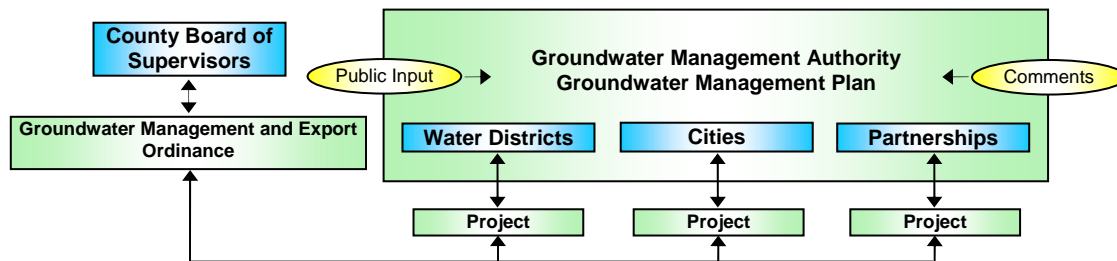 County Board of
Supervisors
Groundwater Management and Export
Ordinance
Public Input
Groundwater Management Authority
Groundwater Management Plan
Comments
Water Districts
Cities
Partnerships
Project
Project
Project